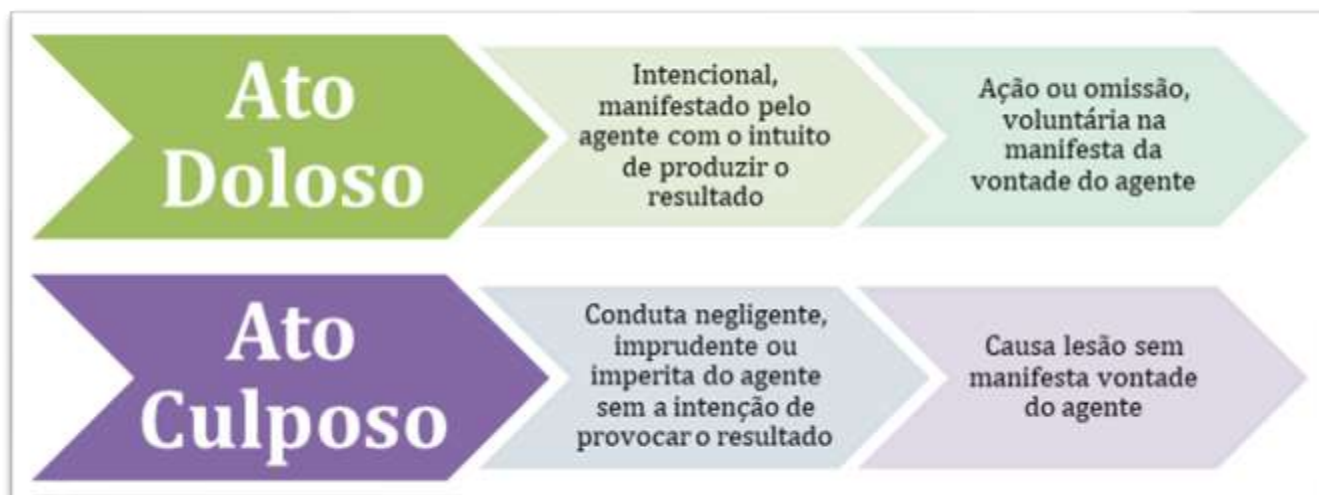 Ato
Doloso
Intencional,
manifestado pelo
agente com o intuito
de produzir o
resultado
Ação ou omissão,
voluntária na
manifesta da
vontade do agente
Ato
Culposo
Conduta negligente,
imprudente ou
imperita do agente
sem a intenção de
provocar o resultado
Causa lesão sem
manifesta vontade
do agente